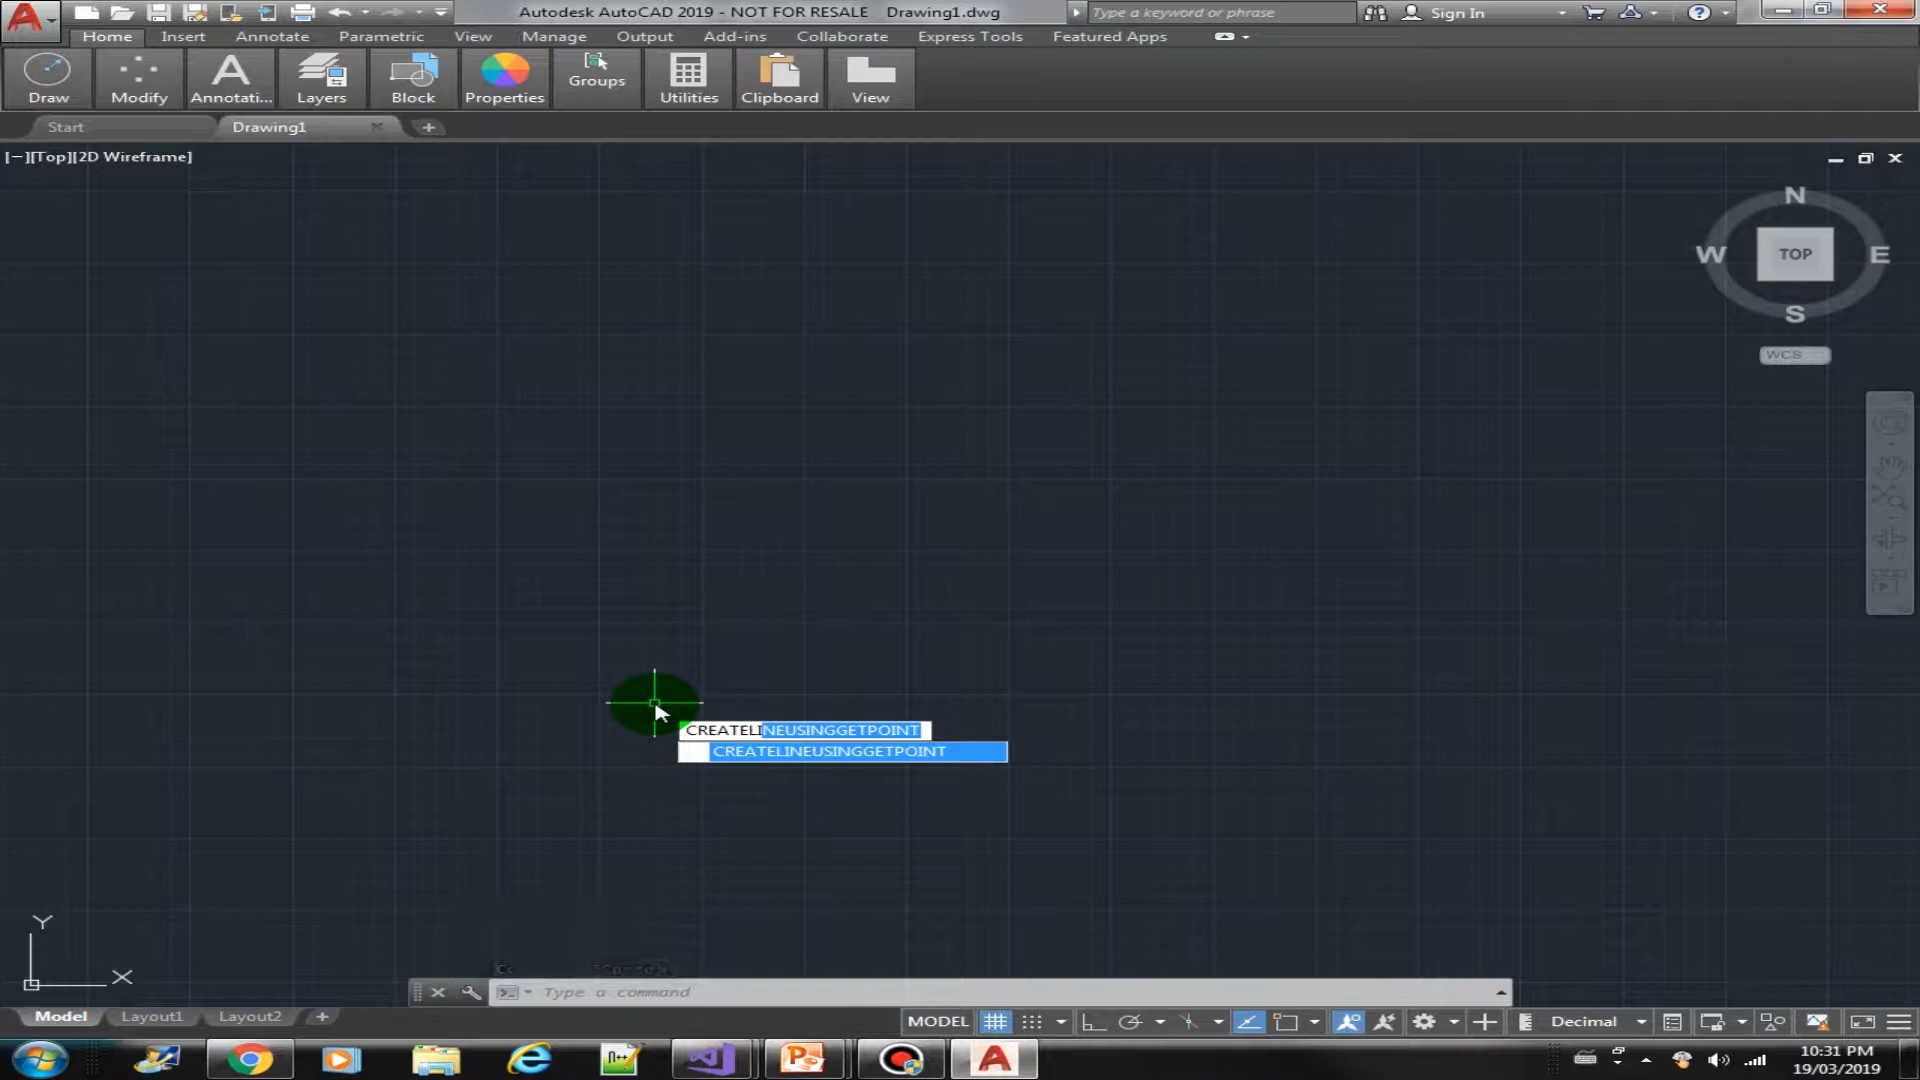 Autodesk AutoCAD 2019 - NOT FOR RESALE Drawing1.dwg
Type a keyword or phrase
Sign In
Home Insert Annotate Parametric View Manage Output Add-ins Collaborate Express Tools Featured Apps
Draw Modify Annotati... Layers Block Properties Groups Utilities Clipboard View
Start Drawing1
[−][Top][2D Wireframe]
N
W TOP E
S
WCS
CREATELINEUSINGGETPOINT
CREATELINEUSINGGETPOINT
Y
X
Type a command
Model Layout1 Layout2
MODEL Decimal
N++
10:31 PM
19/03/2019